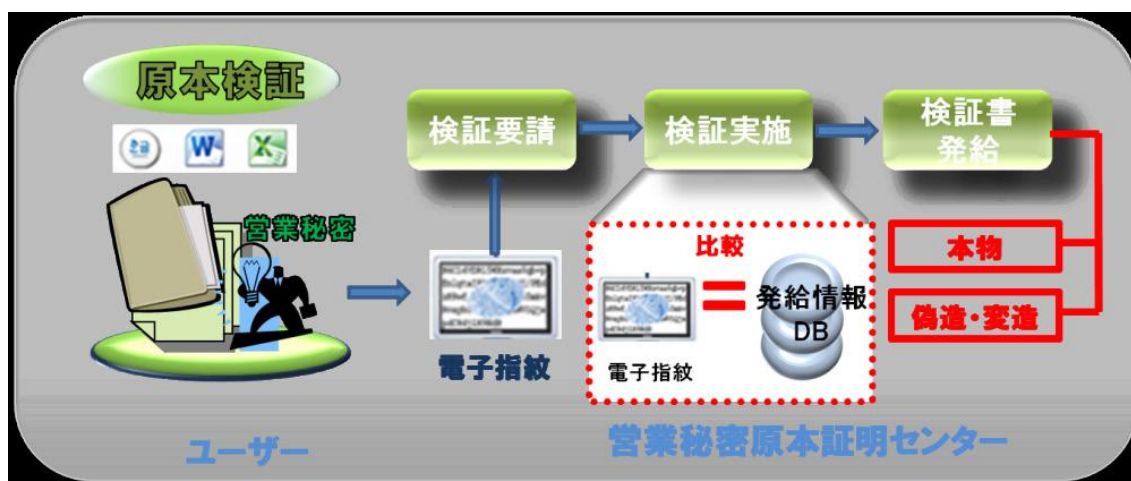 原本検証
한글
W
X
営業秘密
検証要請
検証実施
検証書
発給
比較
本物
発給情報
DB
偽造・変造
電子指紋
電子指紋
ユーザー
営業秘密原本証明センター